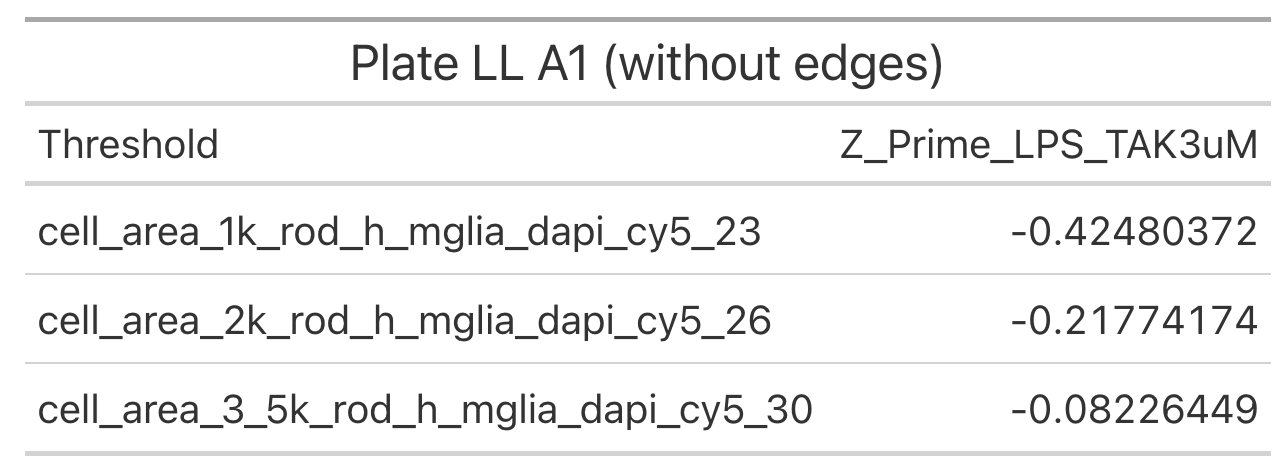 Plate LL A1 (without edges)
Threshold Z_Prime_LPS_TAK3uM
cell_area_1k_rod_h_mglia_dapi_cy5_23 -0.42480372
cell_area_2k_rod_h_mglia_dapi_cy5_26 -0.21774174
cell_area_3_5k_rod_h_mglia_dapi_cy5_30 -0.08226449